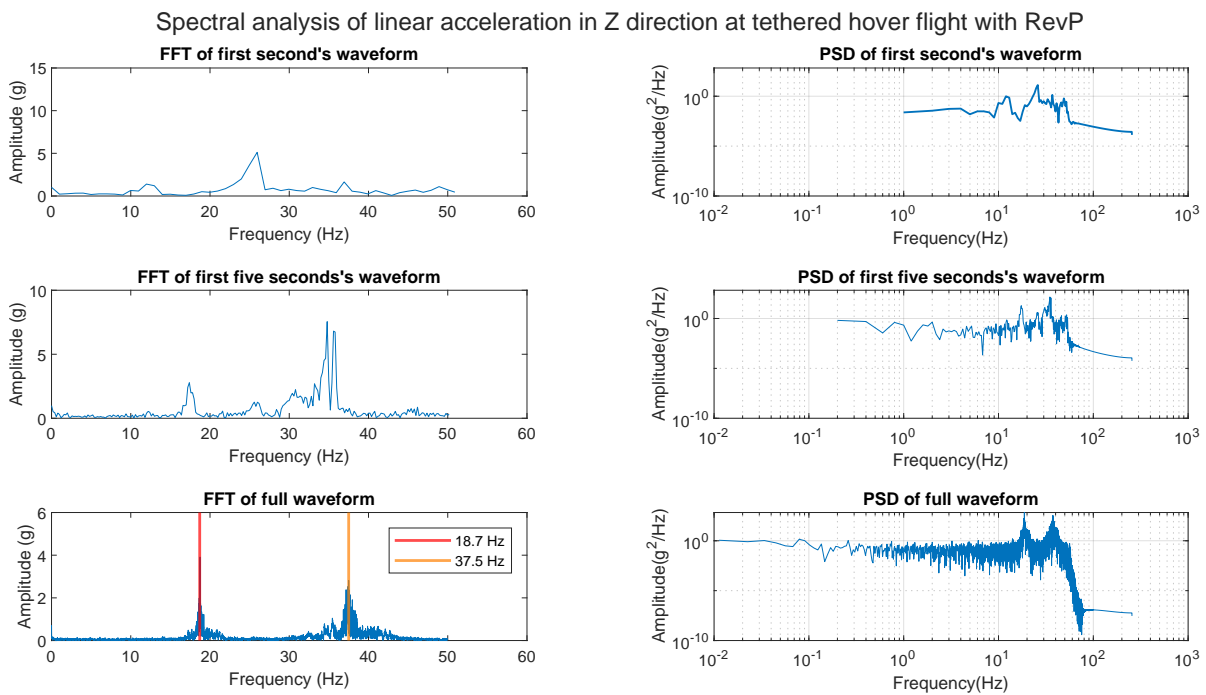 Spectral analysis of linear acceleration in Z direction at tethered hover flight with RevP
FFT of first second's waveform
Amplitude (g)
15
10
5
0
0 10 20 30 40 50 60
Frequency (Hz)
PSD of first second's waveform
Amplitude(g^2/Hz)
10^0
10^-10
10^-2 10^-1 10^0 10^1 10^2 10^3
Frequency(Hz)
FFT of first five seconds's waveform
Amplitude (g)
10
5
0
0 10 20 30 40 50 60
Frequency (Hz)
PSD of first five seconds's waveform
Amplitude(g^2/Hz)
10^0
10^-10
10^-2 10^-1 10^0 10^1 10^2 10^3
Frequency(Hz)
FFT of full waveform
Amplitude (g)
6
4
2
0
18.7 Hz
37.5 Hz
0 10 20 30 40 50 60
Frequency (Hz)
PSD of full waveform
Amplitude(g^2/Hz)
10^0
10^-10
10^-2 10^-1 10^0 10^1 10^2 10^3
Frequency(Hz)